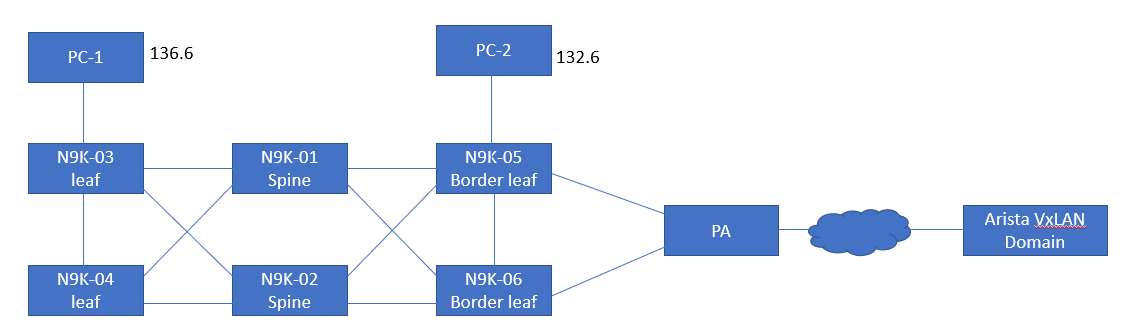 PC-1
136.6
PC-2
132.6
N9K-03
leaf
N9K-01
Spine
N9K-05
Border leaf
PA
Arista VxLAN
Domain
N9K-04
leaf
N9K-02
Spine
N9K-06
Border leaf